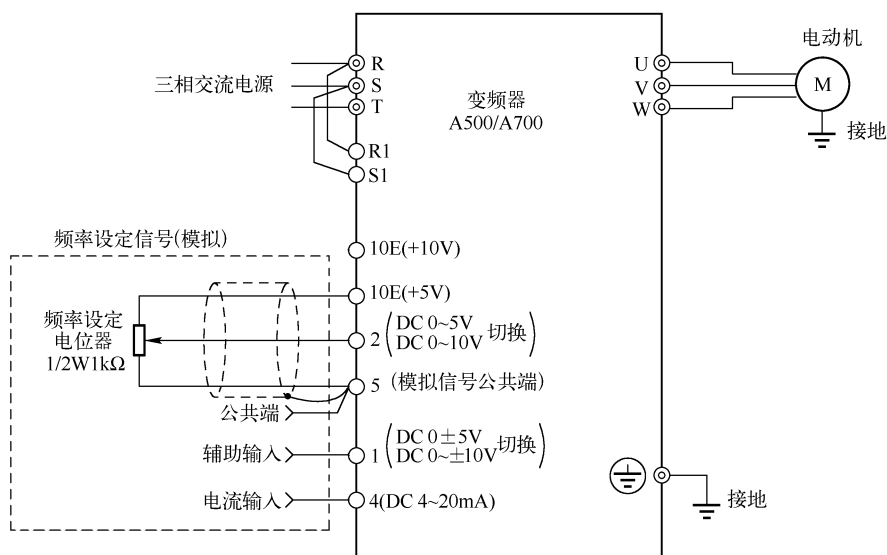 电动机
M
接地
三相交流电源
R
S
T
R1
S1
变频器
A500/A700
U
V
W
频率设定信号(模拟)
10E(+10V)
10E(+5V)
频率设定
电位器
1/2W1kΩ
2
DC 0~5V
DC 0~10V
切换
5
(模拟信号公共端)
公共端
辅助输入
1
DC 0±5V
DC 0~±10V
切换
电流输入
4(DC 4~20mA)
接地